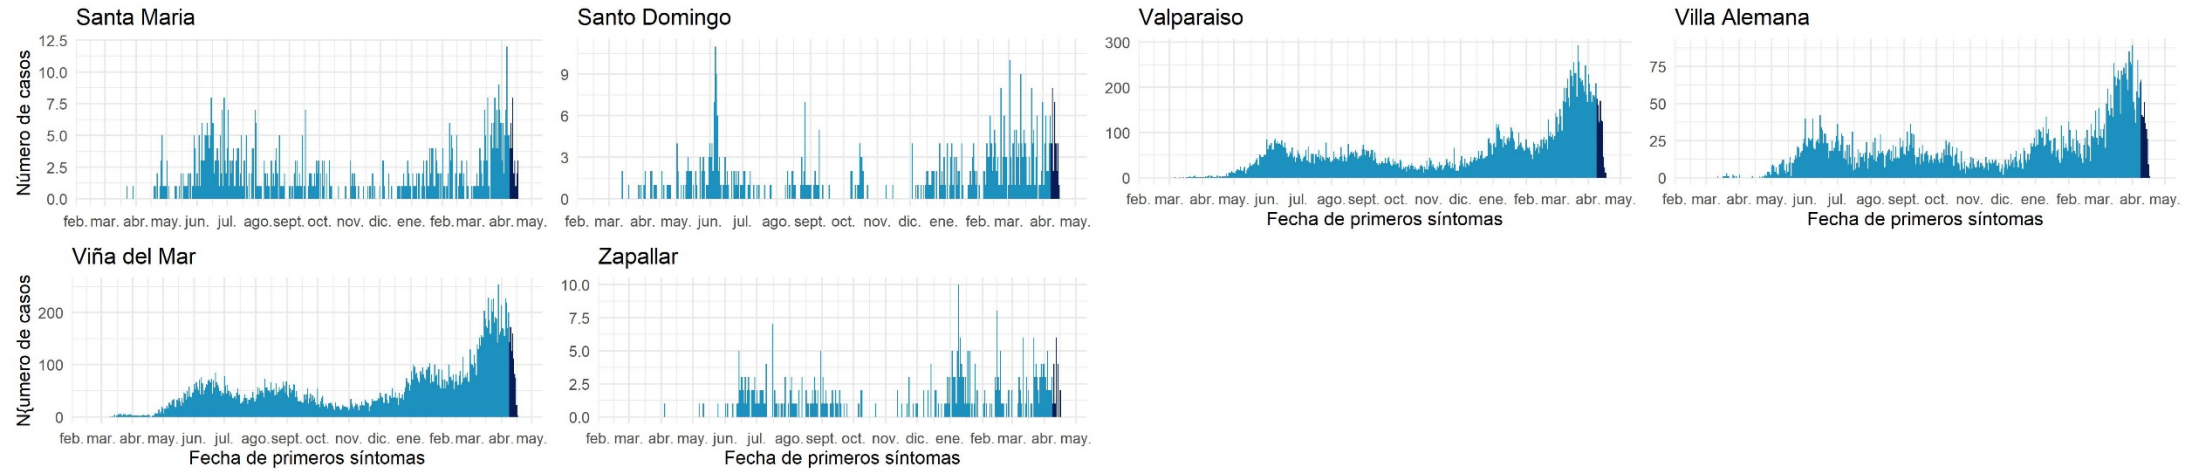 Santa Maria
Número de casos
12.5
10.0
7.5
5.0
2.5
0.0
feb. mar. abr. may. jun. jul. ago. sept. oct. nov. dic. ene. feb. mar. abr. may.
Santo Domingo
9
6
3
0
feb. mar. abr. may. jun. jul. ago. sept. oct. nov. dic. ene. feb. mar. abr. may.
Valparaiso
300
200
100
0
feb. mar. abr. may. jun. jul. ago. sept. oct. nov. dic. ene. feb. mar. abr. may.
Fecha de primeros síntomas
Villa Alemana
75
50
25
0
feb. mar. abr. may. jun. jul. ago. sept. oct. nov. dic. ene. feb. mar. abr. may.
Fecha de primeros síntomas
Viña del Mar
N{umero de casos
200
100
0
feb. mar. abr. may. jun. jul. ago. sept. oct. nov. dic. ene. feb. mar. abr. may.
Fecha de primeros síntomas
Zapallar
10.0
7.5
5.0
2.5
0.0
feb. mar. abr. may. jun. jul. ago. sept. oct. nov. dic. ene. feb. mar. abr. may.
Fecha de primeros síntomas